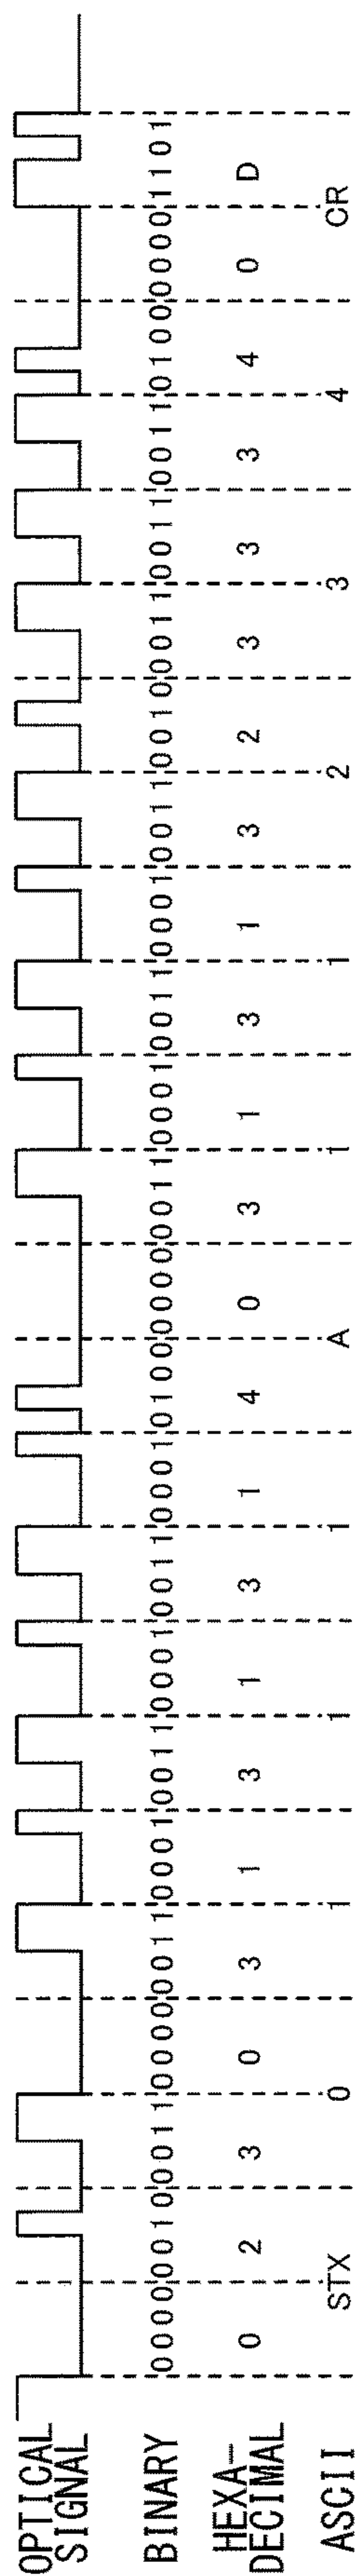 OPTICAL
SIGNAL
BINARY 0000 0010 0011 0000 0011 0001 0011 0001 0011 0001 0100 0000 0011 0001 0011 0001 0011 0010 0011 0011 0011 0100 0000 1101
HEXA-
DECIMAL 0 2 3 0 3 1 3 1 3 1 4 0 3 1 3 1 3 2 3 3 3 4 0 D
ASCII STX 0 1 1 1 A 1 1 2 3 4 CR